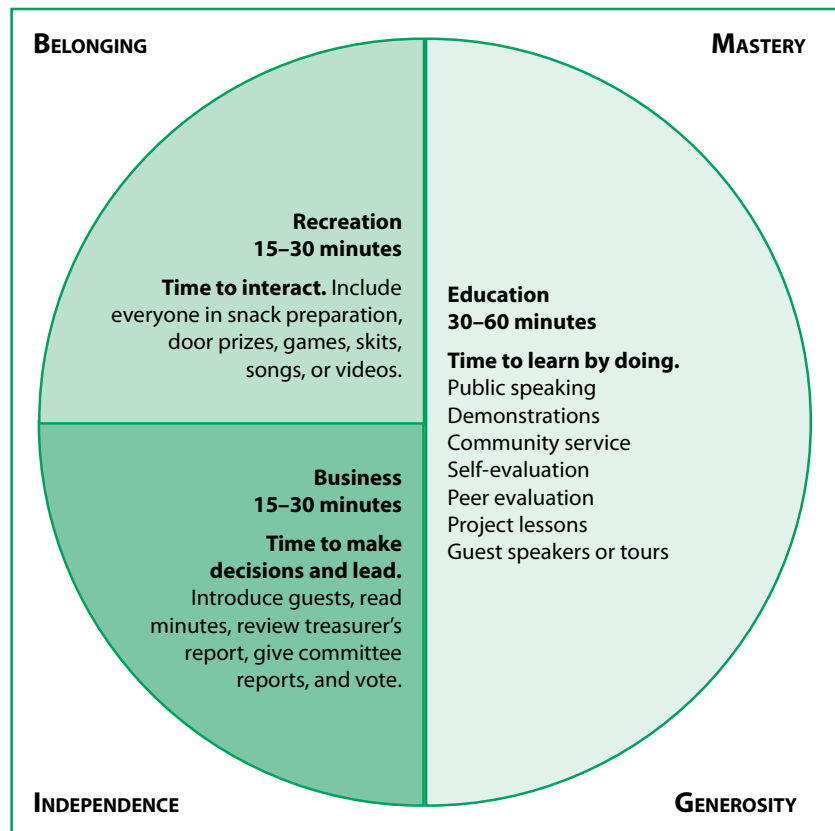 BELONGING
MASTERY
Recreation
15–30 minutes
Time to interact. Include
everyone in snack preparation,
door prizes, games, skits,
songs, or videos.
Education
30–60 minutes
Time to learn by doing.
Public speaking
Demonstrations
Community service
Self-evaluation
Peer evaluation
Project lessons
Guest speakers or tours
Business
15–30 minutes
Time to make
decisions and lead.
Introduce guests, read
minutes, review treasurer’s
report, give committee
reports, and vote.
INDEPENDENCE
GENEROSITY